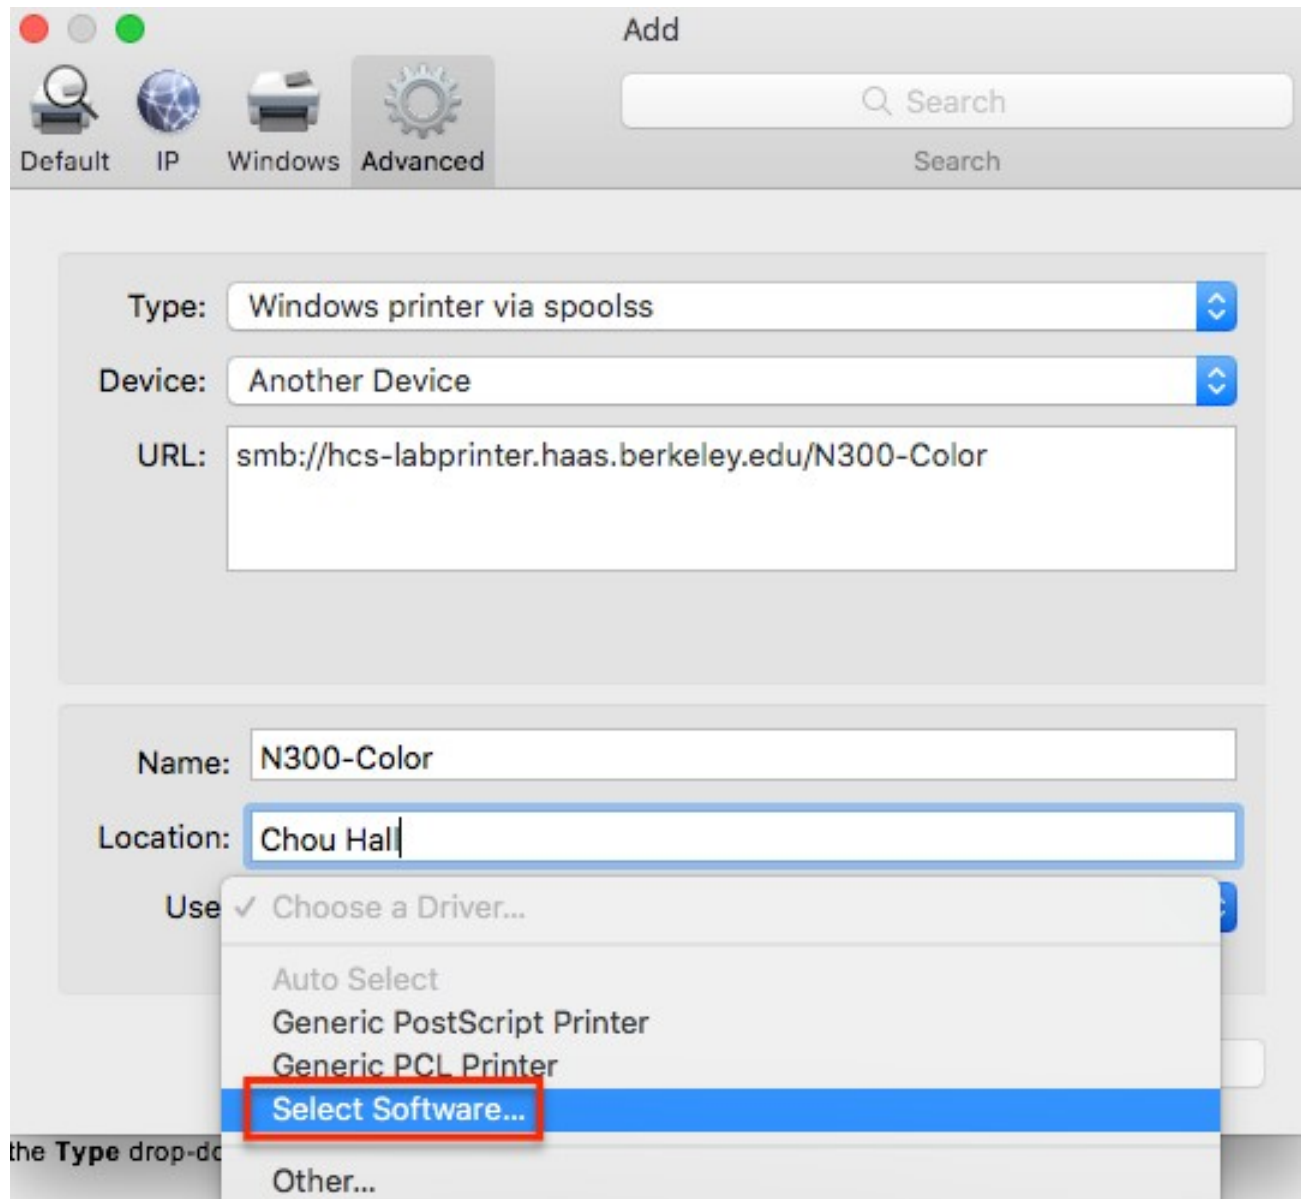 Add
Search
Default IP Windows Advanced Search
Type: Windows printer via spoolss
Device: Another Device
URL: smb://hcs-labprinter.haas.berkeley.edu/N300-Color
Name: N300-Color
Location: Chou Hall
Use ✓ Choose a Driver...
Auto Select
Generic PostScript Printer
Generic PCL Printer
Select Software...
the Type drop-do
Other...